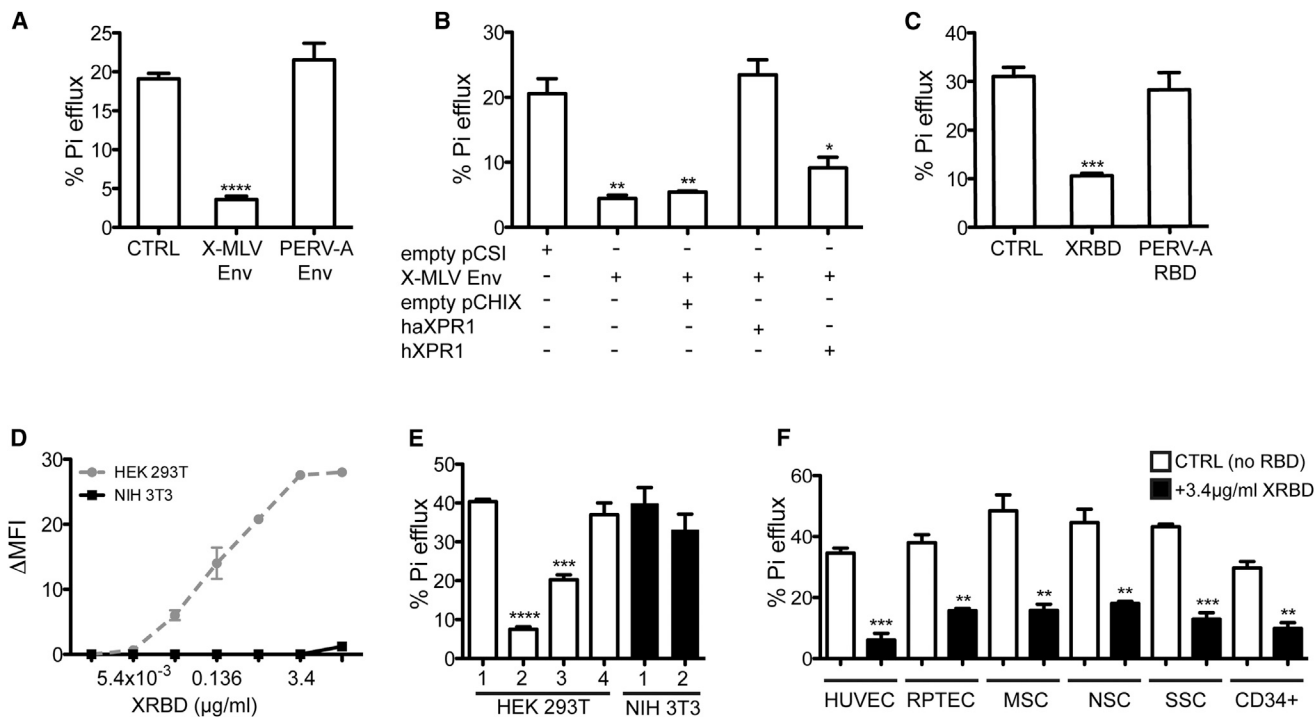 A
% Pi efflux
25
20
15
10
5
0
****
CTRL X-MLV Env PERV-A Env
B
% Pi efflux
30
20
10
0
** ** *
empty pCSI + - - - -
X-MLV Env - + + + +
empty pCHIX - - + - -
haXPR1 - - - + -
hXPR1 - - - - +
C
% Pi efflux
40
30
20
10
0
***
CTRL XRBD PERV-A RBD
D
ΔMFI
30
20
10
0
HEK 293T
NIH 3T3
5.4x10-3 0.136 3.4
XRBD (µg/ml)
E
% Pi efflux
50
40
30
20
10
0
**** ***
1 2 3 4 1 2
HEK 293T NIH 3T3
F
% Pi efflux
60
40
20
0
CTRL (no RBD)
+3.4µg/ml XRBD
*** ** ** ** *** **
HUVEC RPTEC MSC NSC SSC CD34+